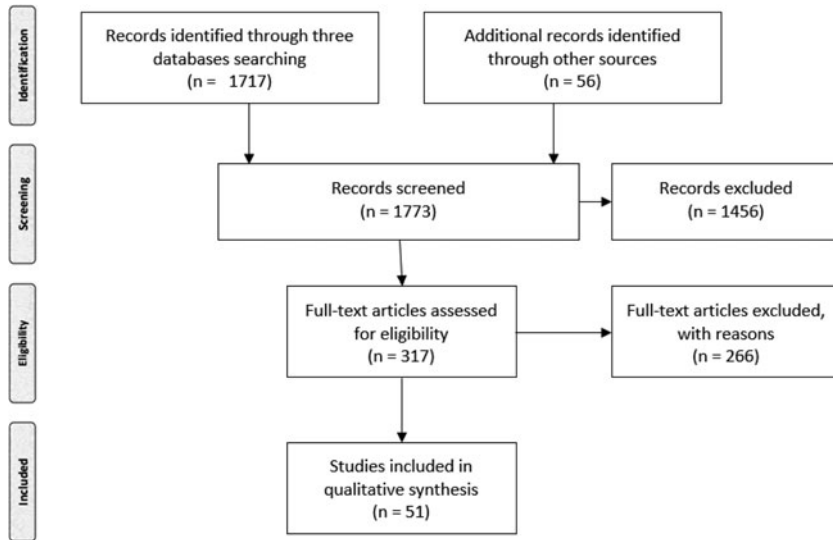 Identification
Records identified through three
databases searching
(n = 1717)
Additional records identified
through other sources
(n = 56)
Screening
Records screened
(n = 1773)
Records excluded
(n = 1456)
Eligibility
Full-text articles assessed
for eligibility
(n = 317)
Full-text articles excluded,
with reasons
(n = 266)
Included
Studies included in
qualitative synthesis
(n = 51)